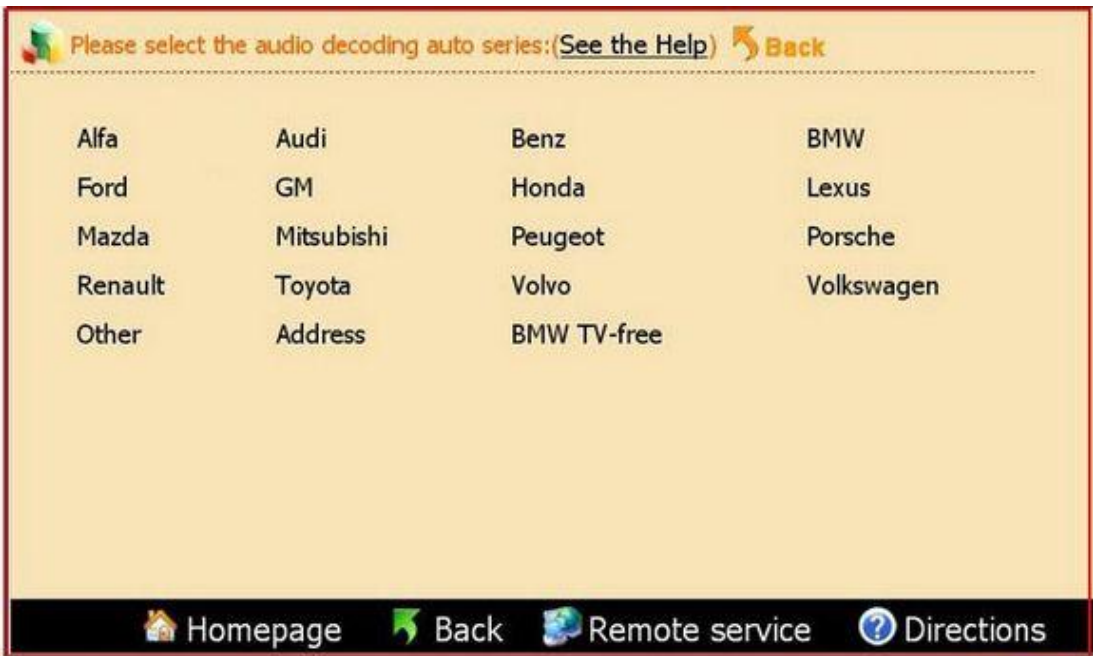 Please select the audio decoding auto series:(See the Help) Back
Alfa Audi Benz BMW
Ford GM Honda Lexus
Mazda Mitsubishi Peugeot Porsche
Renault Toyota Volvo Volkswagen
Other Address BMW TV-free
Homepage Back Remote service Directions